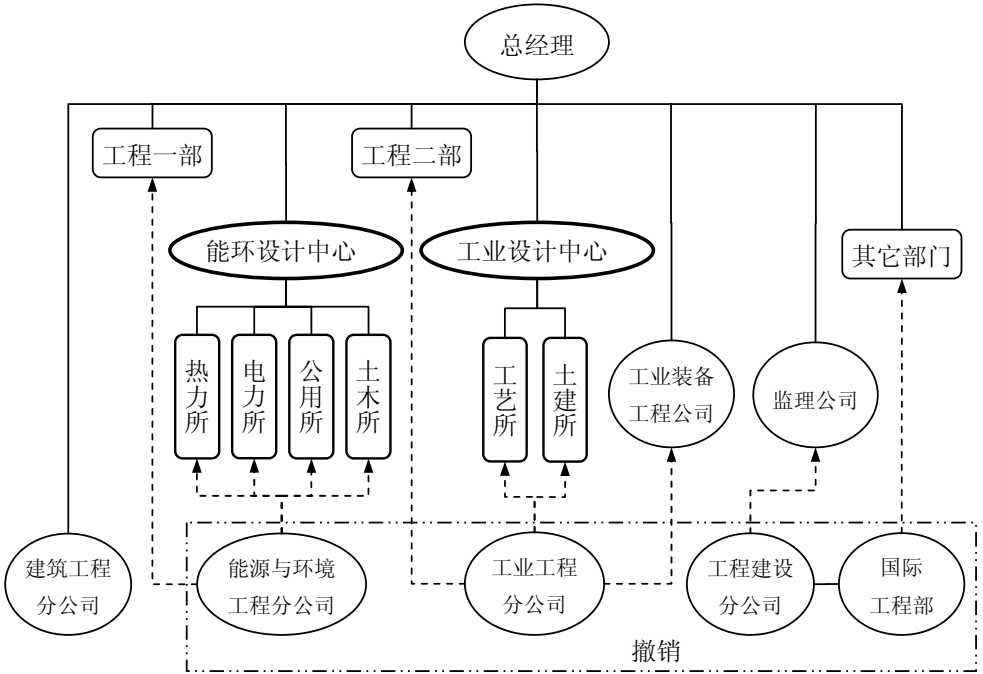 总经理
工程一部
工程二部
能环设计中心
工业设计中心
其它部门
热力所
电力所
公用所
土木所
工艺所
土建所
工业装备
工程公司
监理公司
建筑工程
分公司
能源与环境
工程分公司
工业工程
分公司
工程建设
分公司
国际
工程部
撤销